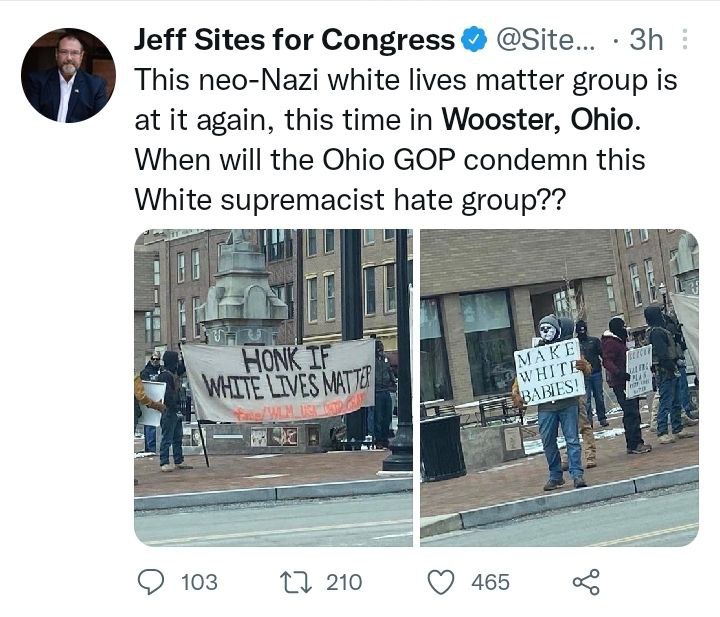 Jeff Sites for Congress @Site... · 3h
This neo-Nazi white lives matter group is
at it again, this time in Wooster, Ohio.
When will the Ohio GOP condemn this
White supremacist hate group??
HONK IF
WHITE LIVES MATTER
MAKE
WHITE
BABIES!
103 210 465